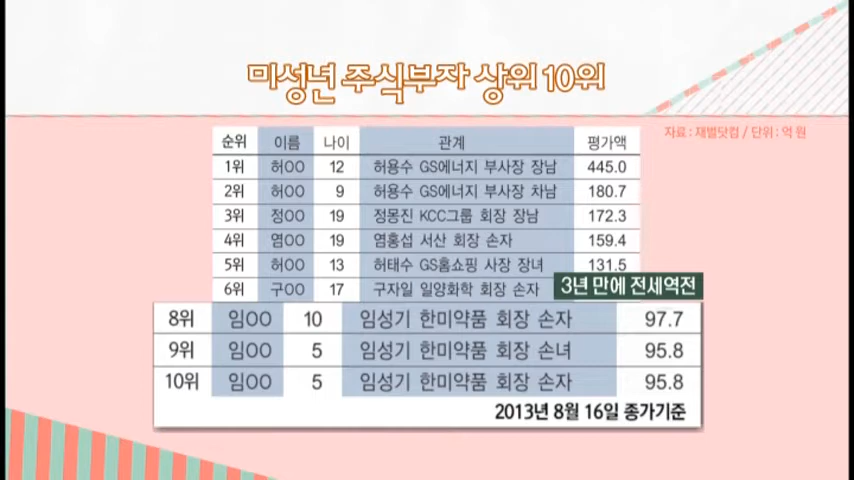 미성년 주식부자 상위 10위
자료 : 재벌닷컴 / 단위 : 억 원
순위 이름 나이 관계 평가액
1위 허OO 12 허용수 GS에너지 부사장 장남 445.0
2위 허OO 9 허용수 GS에너지 부사장 차남 180.7
3위 정OO 19 정몽진 KCC그룹 회장 장남 172.3
4위 염OO 19 염홍섭 서산 회장 손자 159.4
5위 허OO 13 허태수 GS홈쇼핑 사장 장녀 131.5
6위 구OO 17 구자일 일양화학 회장 손자
3년 만에 전세역전
8위 임OO 10 임성기 한미약품 회장 손자 97.7
9위 임OO 5 임성기 한미약품 회장 손녀 95.8
10위 임OO 5 임성기 한미약품 회장 손자 95.8
2013년 8월 16일 종가기준